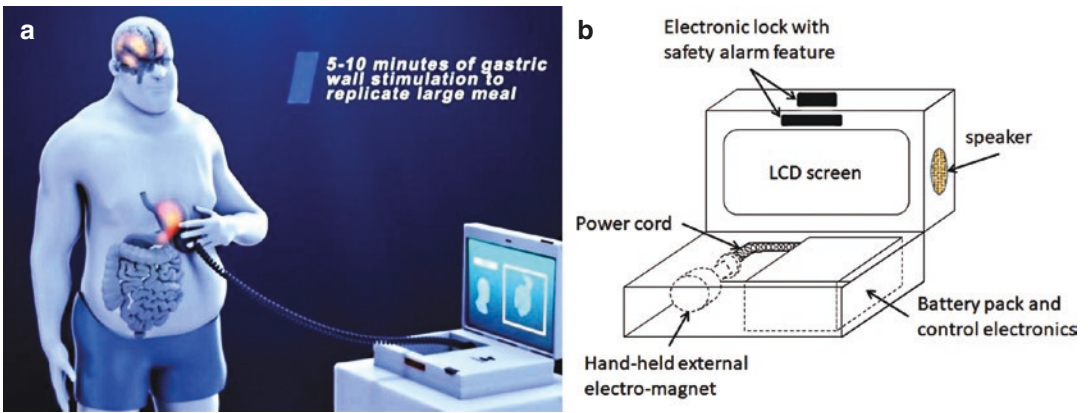 a
5-10 minutes of gastric
wall stimulation to
replicate large meal
b
Electronic lock with
safety alarm feature
speaker
LCD screen
Power cord
Battery pack and
control electronics
Hand-held external
electro-magnet